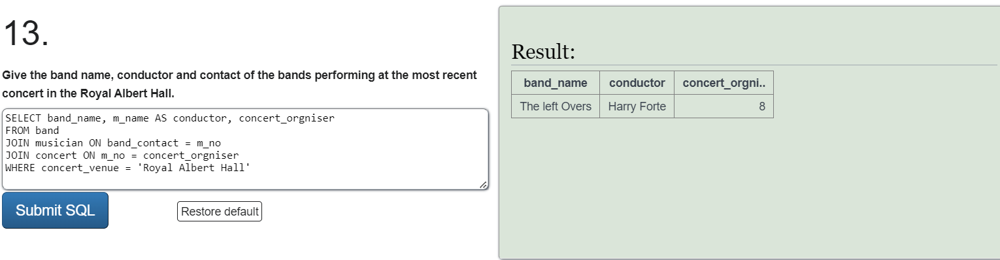 13.
Give the band name, conductor and contact of the bands performing at the most recent
concert in the Royal Albert Hall.
SELECT band_name, m_name AS conductor, concert_orgniser
FROM band
JOIN musician ON band_contact = m_no
JOIN concert ON m_no = concert_orgniser
WHERE concert_venue = 'Royal Albert Hall'
Submit SQL
Restore default
Result:
band_name conductor concert_orgni..
The left Overs Harry Forte 8